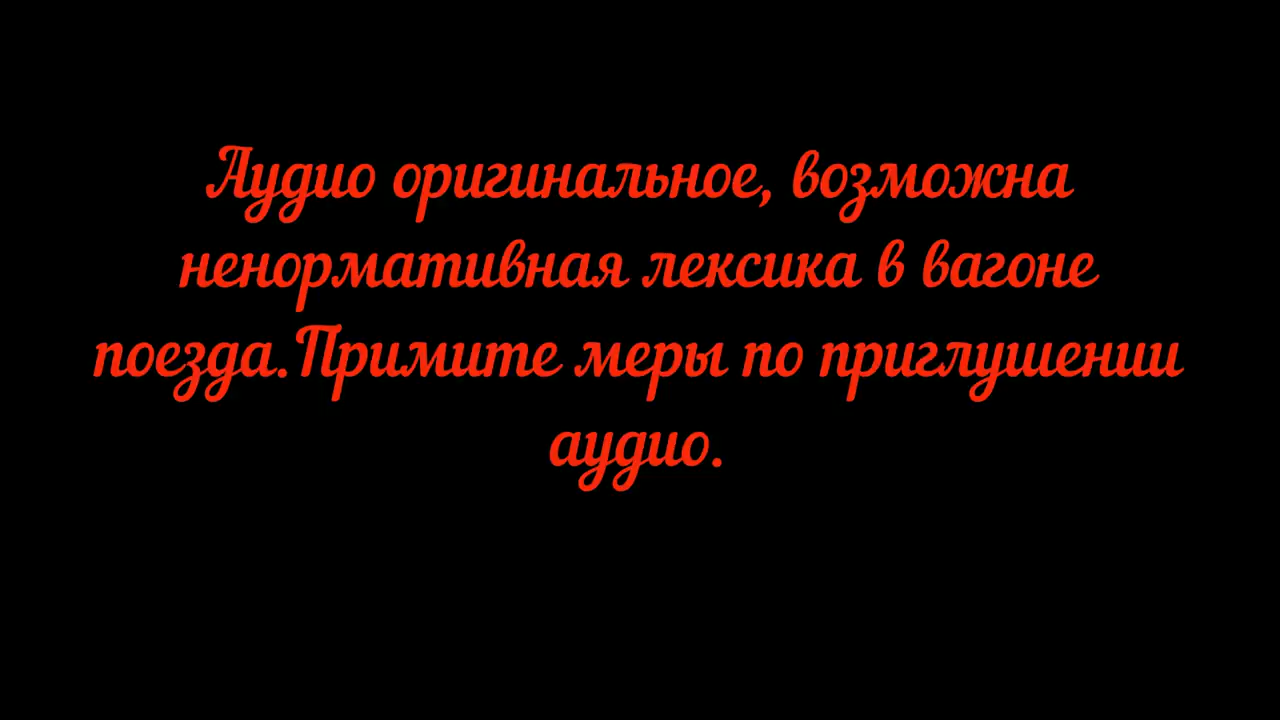 Аудио оригинальное, возможна
ненормативная лексика в вагоне
поезда.Примите меры по приглушении
аудио.